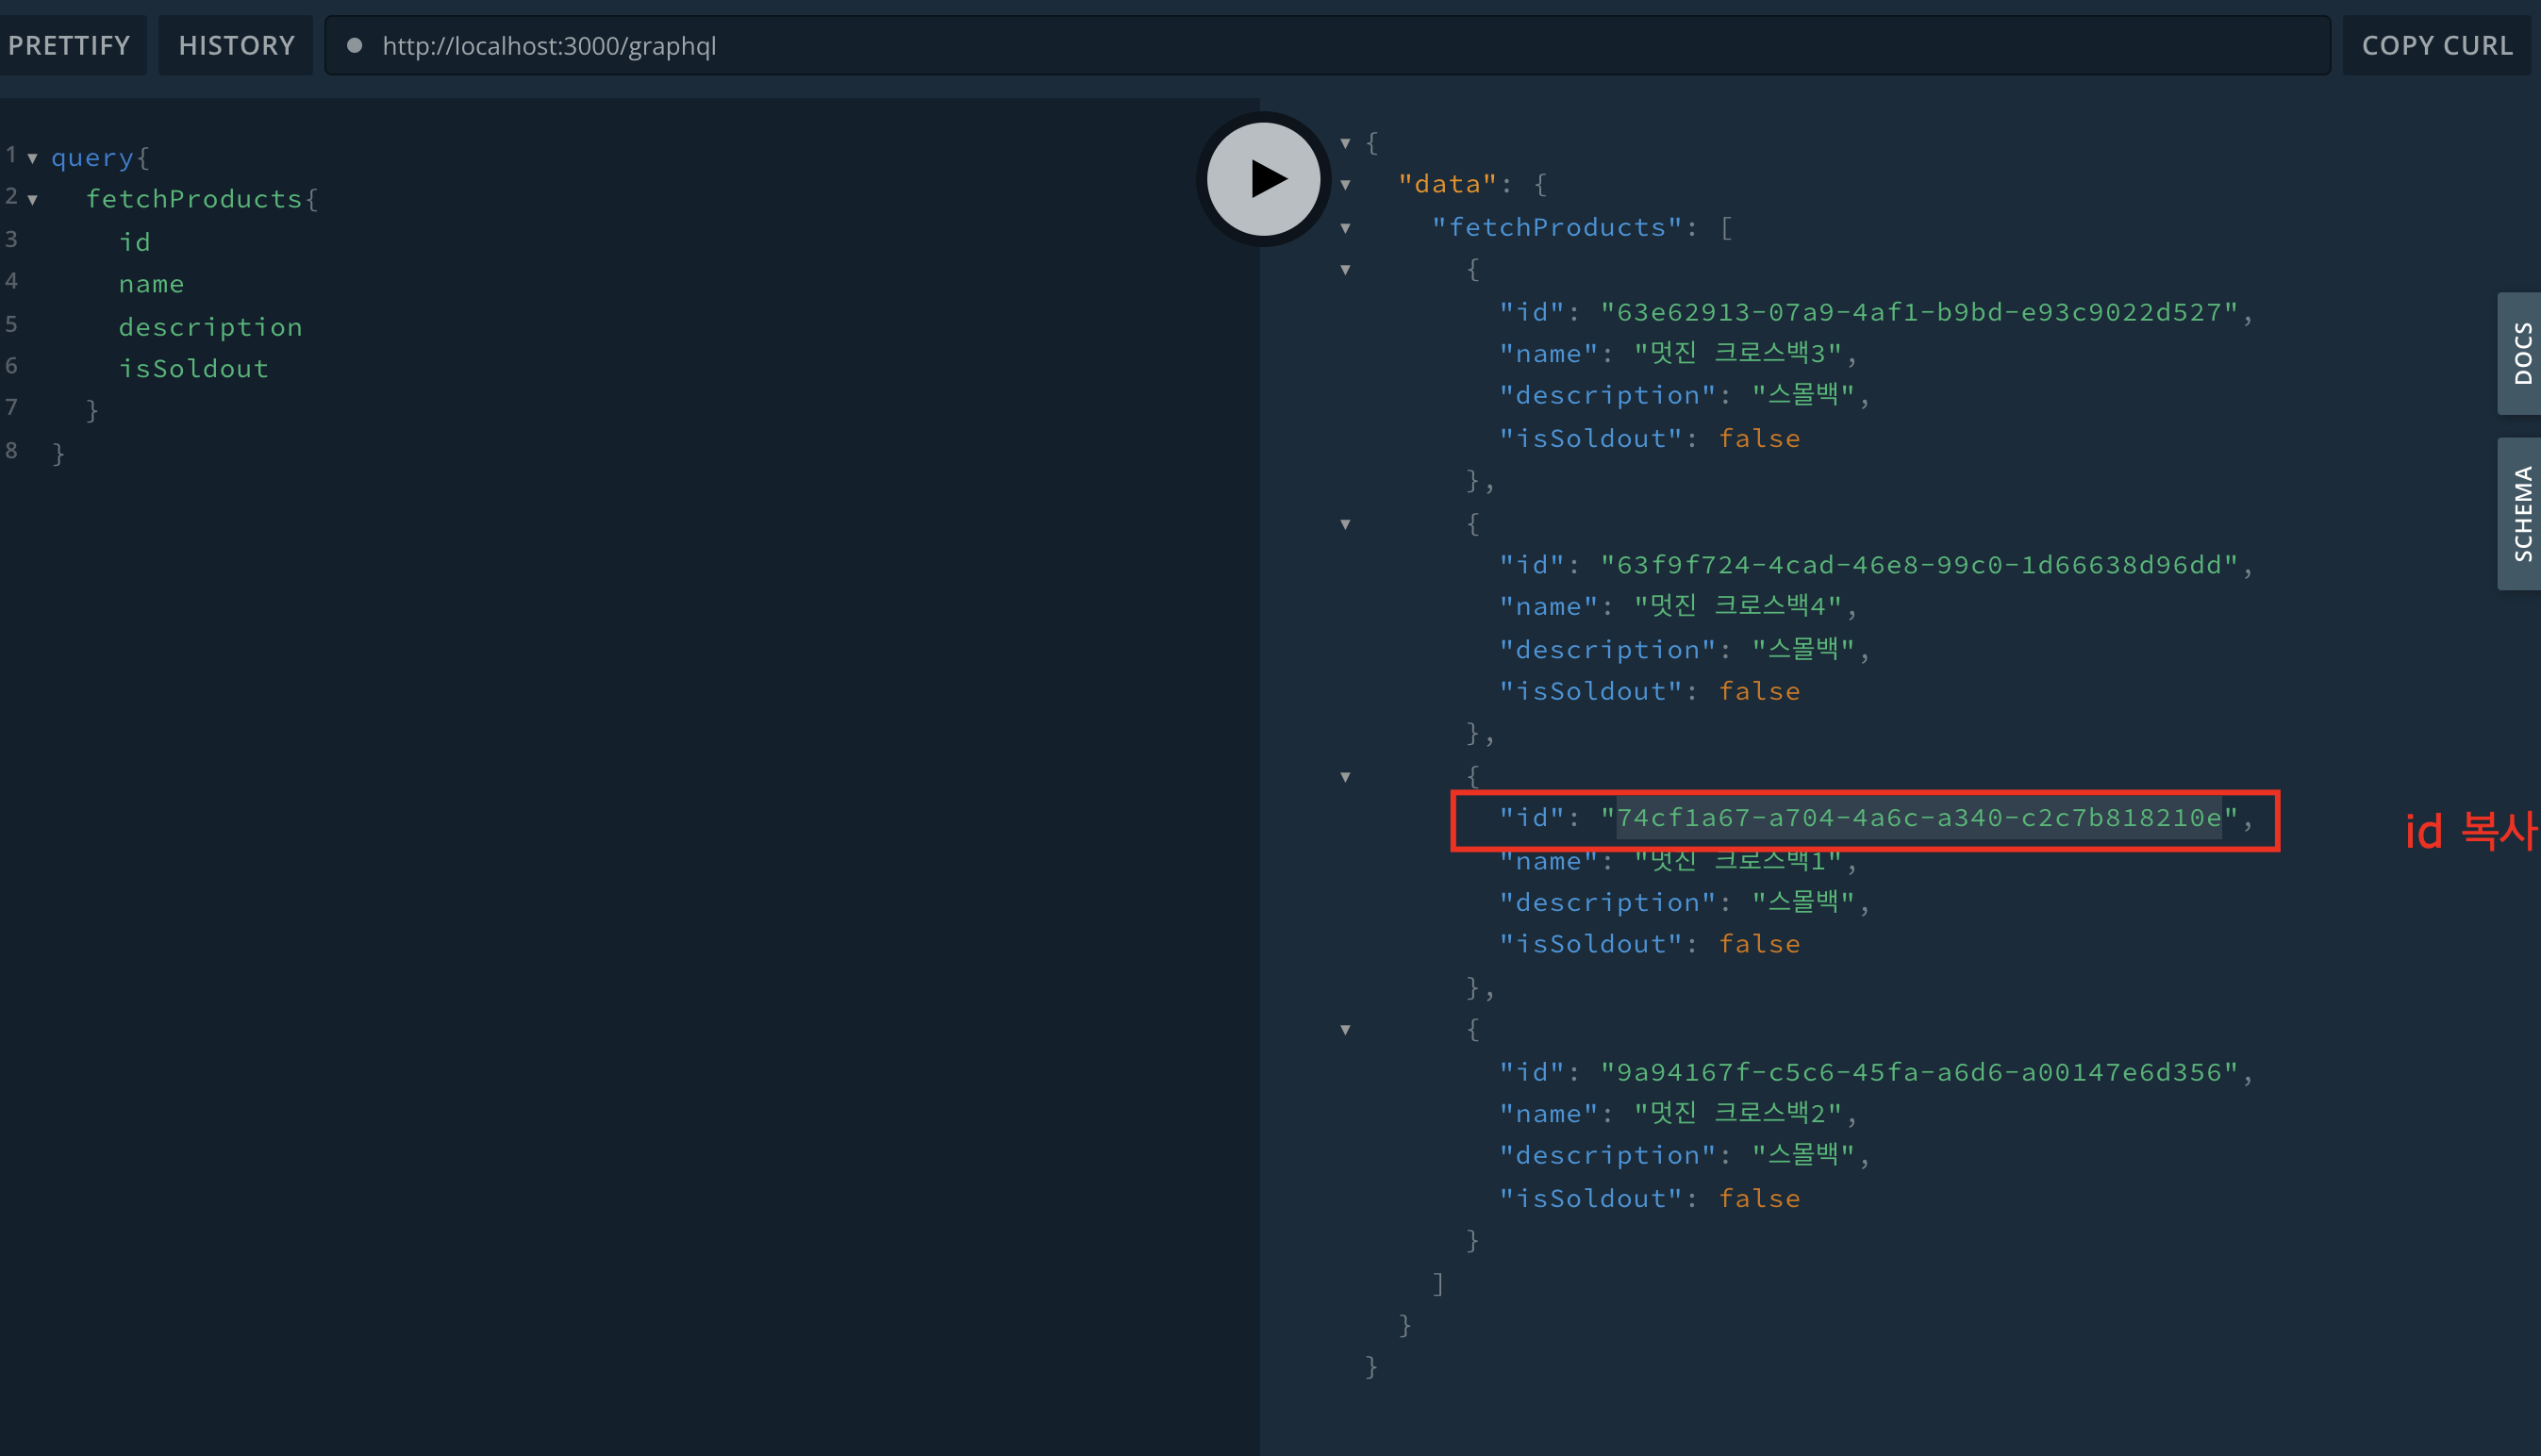 PRETTIFY HISTORY http://localhost:3000/graphql COPY CURL
1 query{
2 fetchProducts{
3 id
4 name
5 description
6 isSoldout
7 }
8 }
{
"data": {
"fetchProducts": [
{
"id": "63e62913-07a9-4af1-b9bd-e93c9022d527",
"name": "멋진 크로스백3",
"description": "스몰백",
"isSoldout": false
},
{
"id": "63f9f724-4cad-46e8-99c0-1d66638d96dd",
"name": "멋진 크로스백4",
"description": "스몰백",
"isSoldout": false
},
{
"id": "74cf1a67-a704-4a6c-a340-c2c7b818210e",
"name": "멋진 크로스백1",
"description": "스몰백",
"isSoldout": false
},
{
"id": "9a94167f-c5c6-45fa-a6d6-a00147e6d356",
"name": "멋진 크로스백2",
"description": "스몰백",
"isSoldout": false
}
]
}
}
DOCS
SCHEMA
id 복사